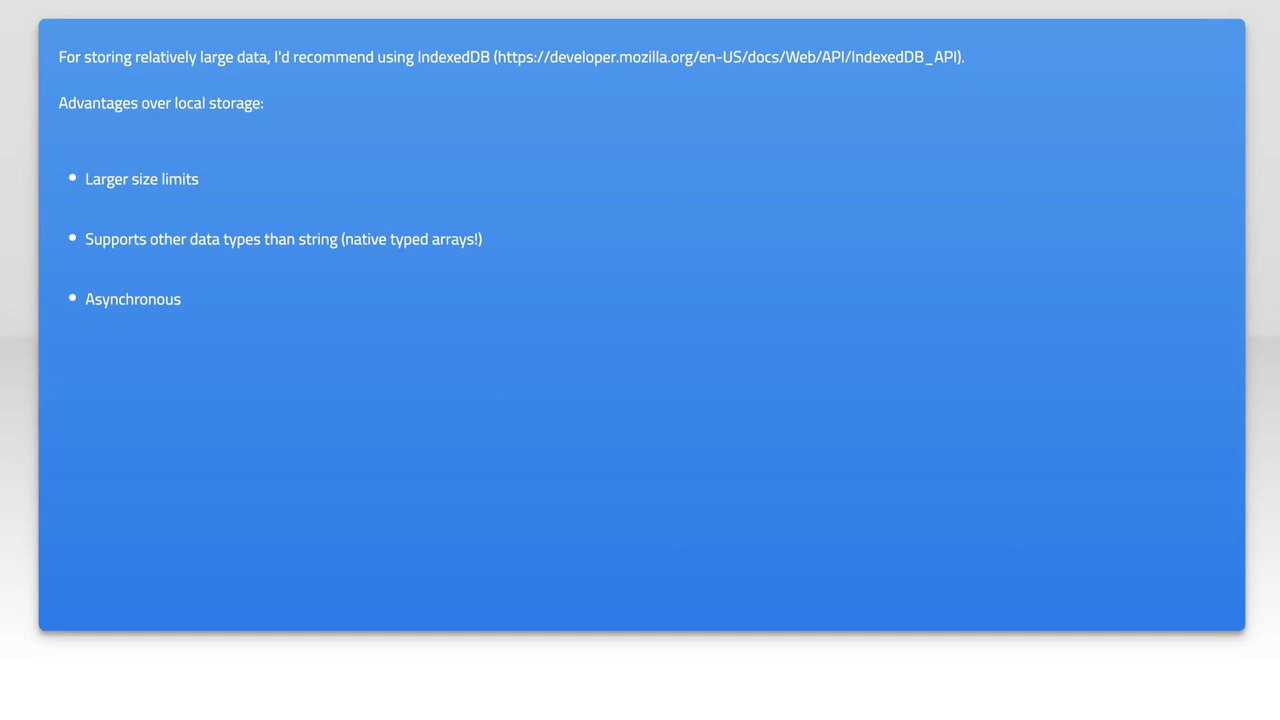 For storing relatively large data, I'd recommend using IndexedDB (https://developer.mozilla.org/en-US/docs/Web/API/IndexedDB_API).
Advantages over local storage:
• Larger size limits
• Supports other data types than string (native typed arrays!)
• Asynchronous